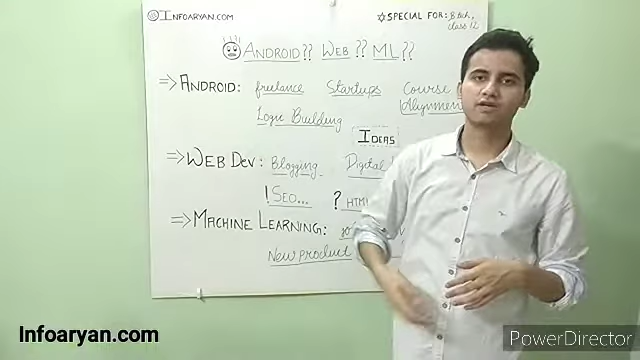 Infoaryan.com
☆SPECIAL FOR: B.tech,
class 12
ANDROID?? WEB?? ML??
⇒ANDROID: freelance Startups Course
Logic Building
IDEAS
⇒WEB DEV: Blogging Digital
! SEO... ? HTML
⇒MACHINE LEARNING:
New product
Infoaryan.com
PowerDirector